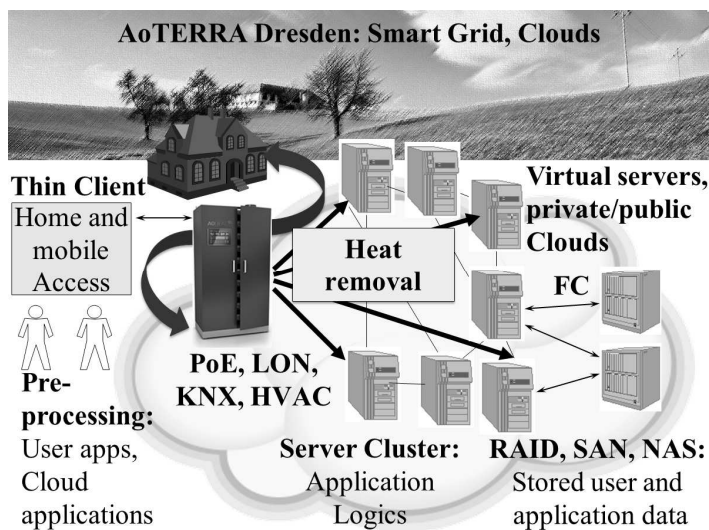 AoTERRA Dresden: Smart Grid, Clouds
Thin Client
Home and
mobile
Access
Virtual servers,
private/public
Clouds
Heat
removal
FC
PoE, LON,
KNX, HVAC
Pre-
processing:
User apps,
Cloud
applications
Server Cluster:
Application
Logics
RAID, SAN, NAS:
Stored user and
application data